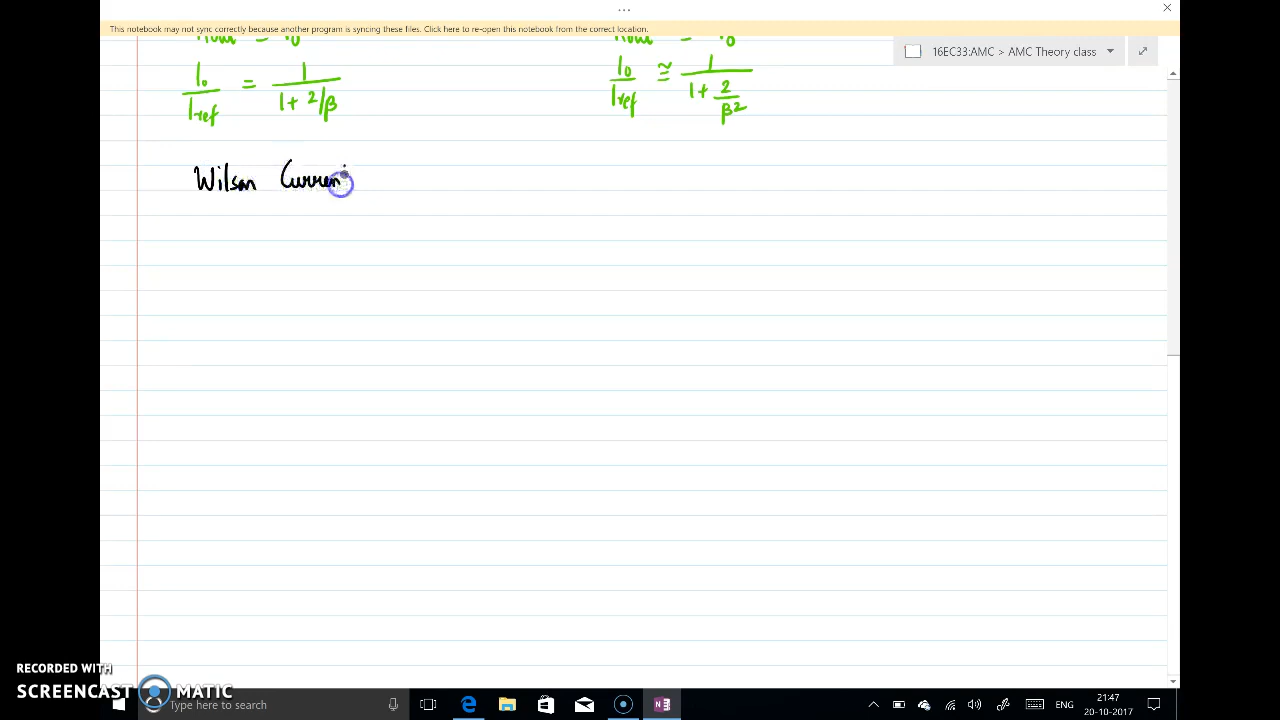 ...
This notebook may not sync correctly because another program is syncing these files. Click here to re-open this notebook from the correct location.
16EC33:AMC > AMC Theory class
= r₀
I₀/Iref = 1/(1+ 2/β)
I₀/Iref ≅ 1/(1+ 2/β²)
Wilson Curren
RECORDED WITH
SCREENCAST MATIC
Type here to search
ENG
21:47
20-10-2017